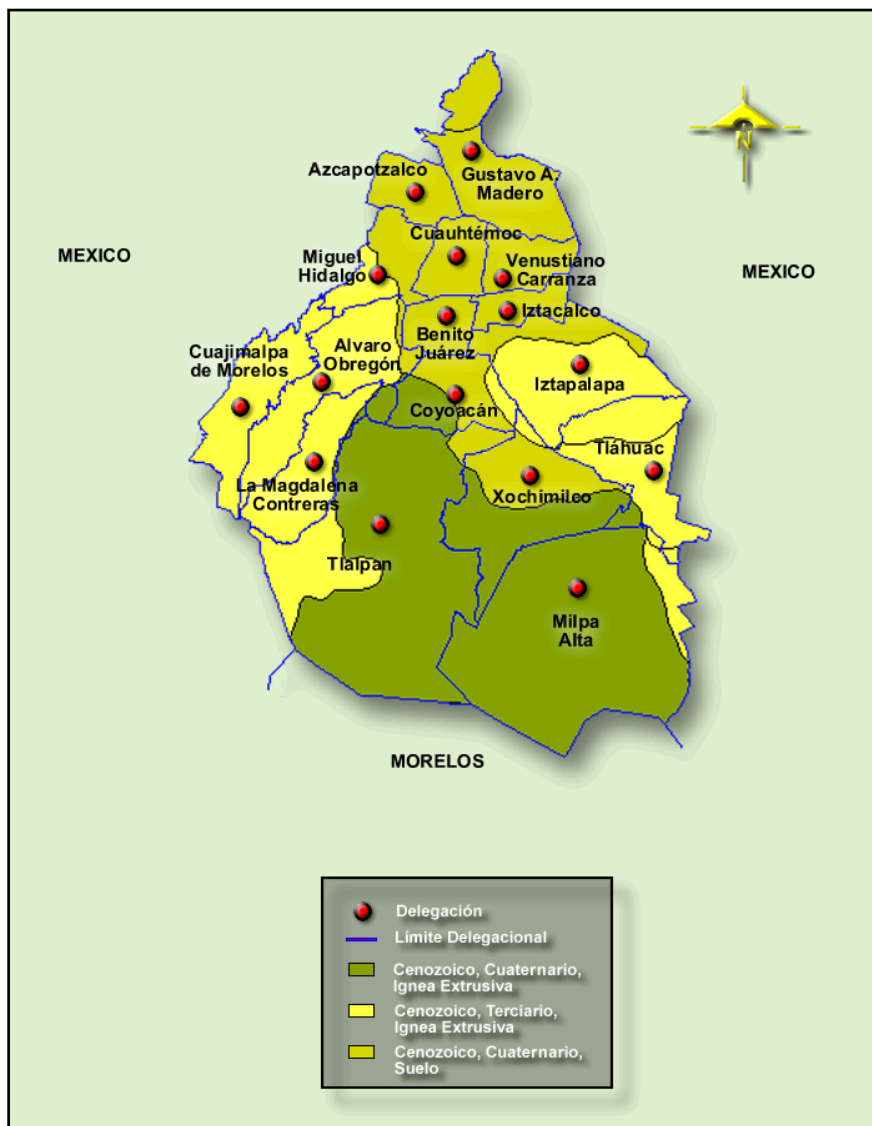 N
Azcapotzalco
Gustavo A.
Madero
Cuauhtémoc
MEXICO
Miguel
Hidalgo
Venustiano
Carranza
MEXICO
Iztacalco
Benito
Juárez
Alvaro
Obregón
Cuajimalpa
de Morelos
Iztapalapa
Coyoacán
Tláhuac
La Magdalena
Contreras
Xochimilco
Tlalpan
Milpa
Alta
MORELOS
Delegación
Límite Delegacional
Cenozoico, Cuaternario,
Ignea Extrusiva
Cenozoico, Terciario,
Ignea Extrusiva
Cenozoico, Cuaternario,
Suelo